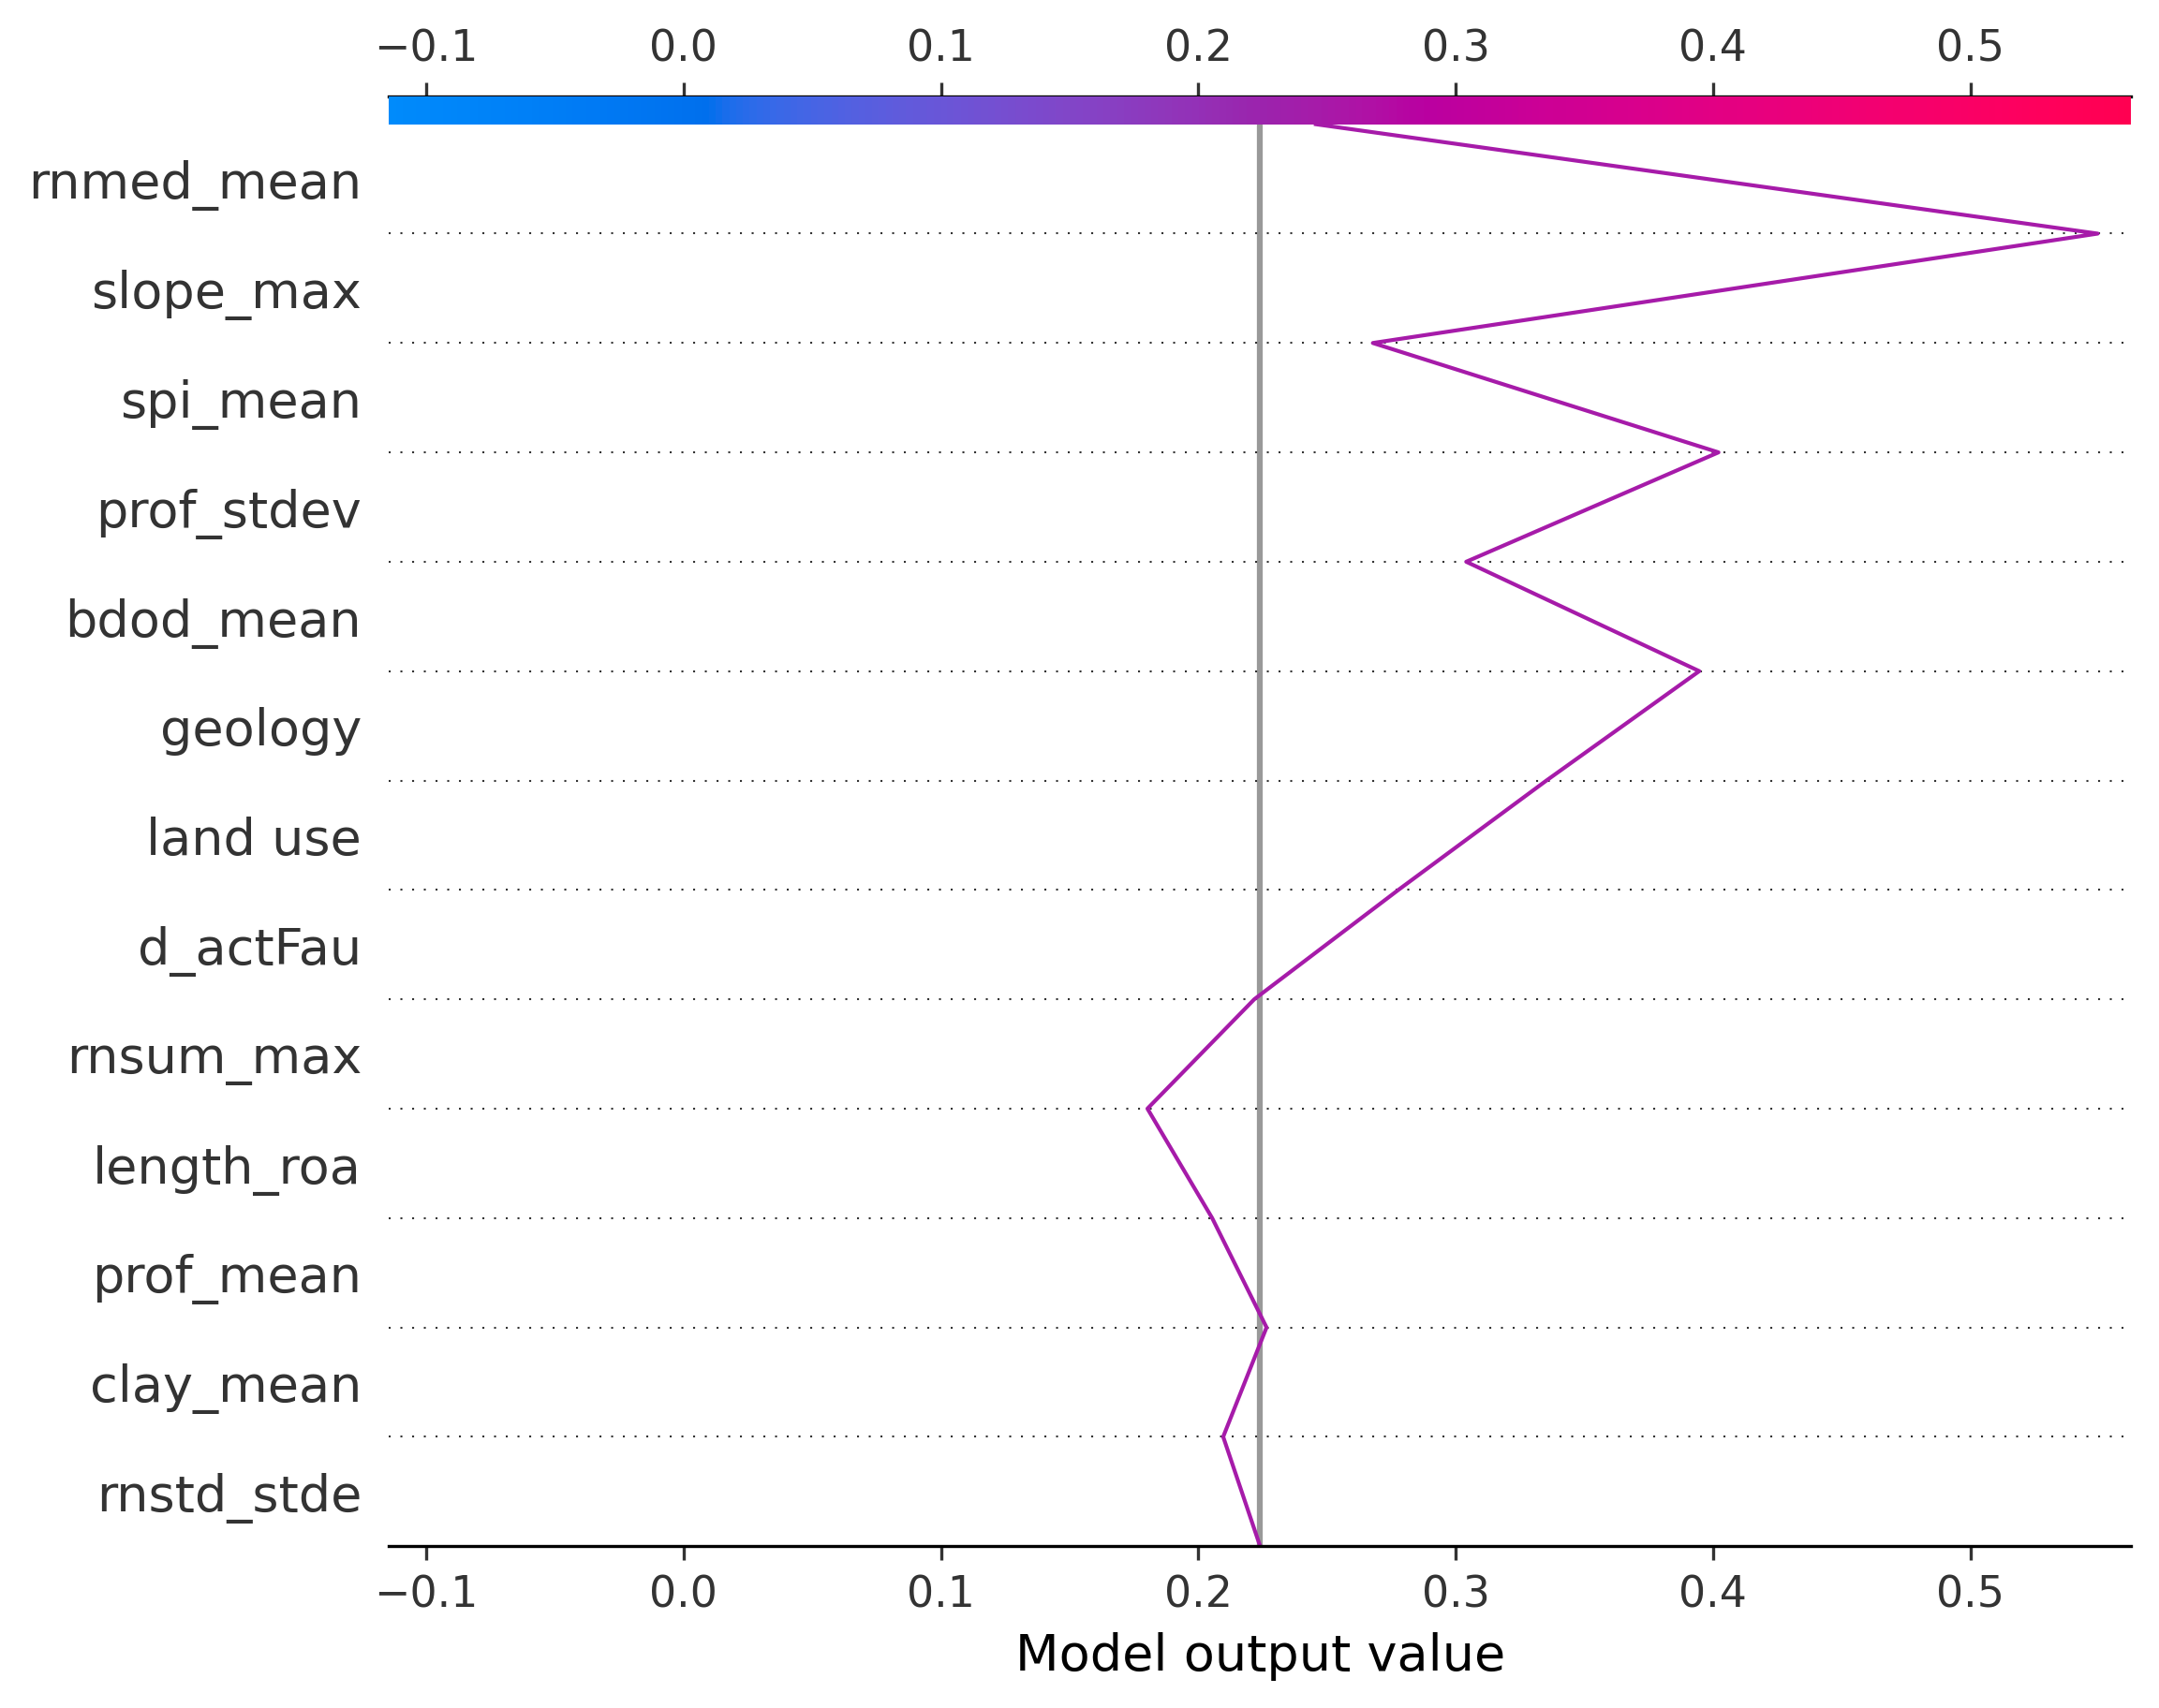 −0.1 0.0 0.1 0.2 0.3 0.4 0.5
rnmed_mean
slope_max
spi_mean
prof_stdev
bdod_mean
geology
land use
d_actFau
rnsum_max
length_roa
prof_mean
clay_mean
rnstd_stde
−0.1 0.0 0.1 0.2 0.3 0.4 0.5
Model output value